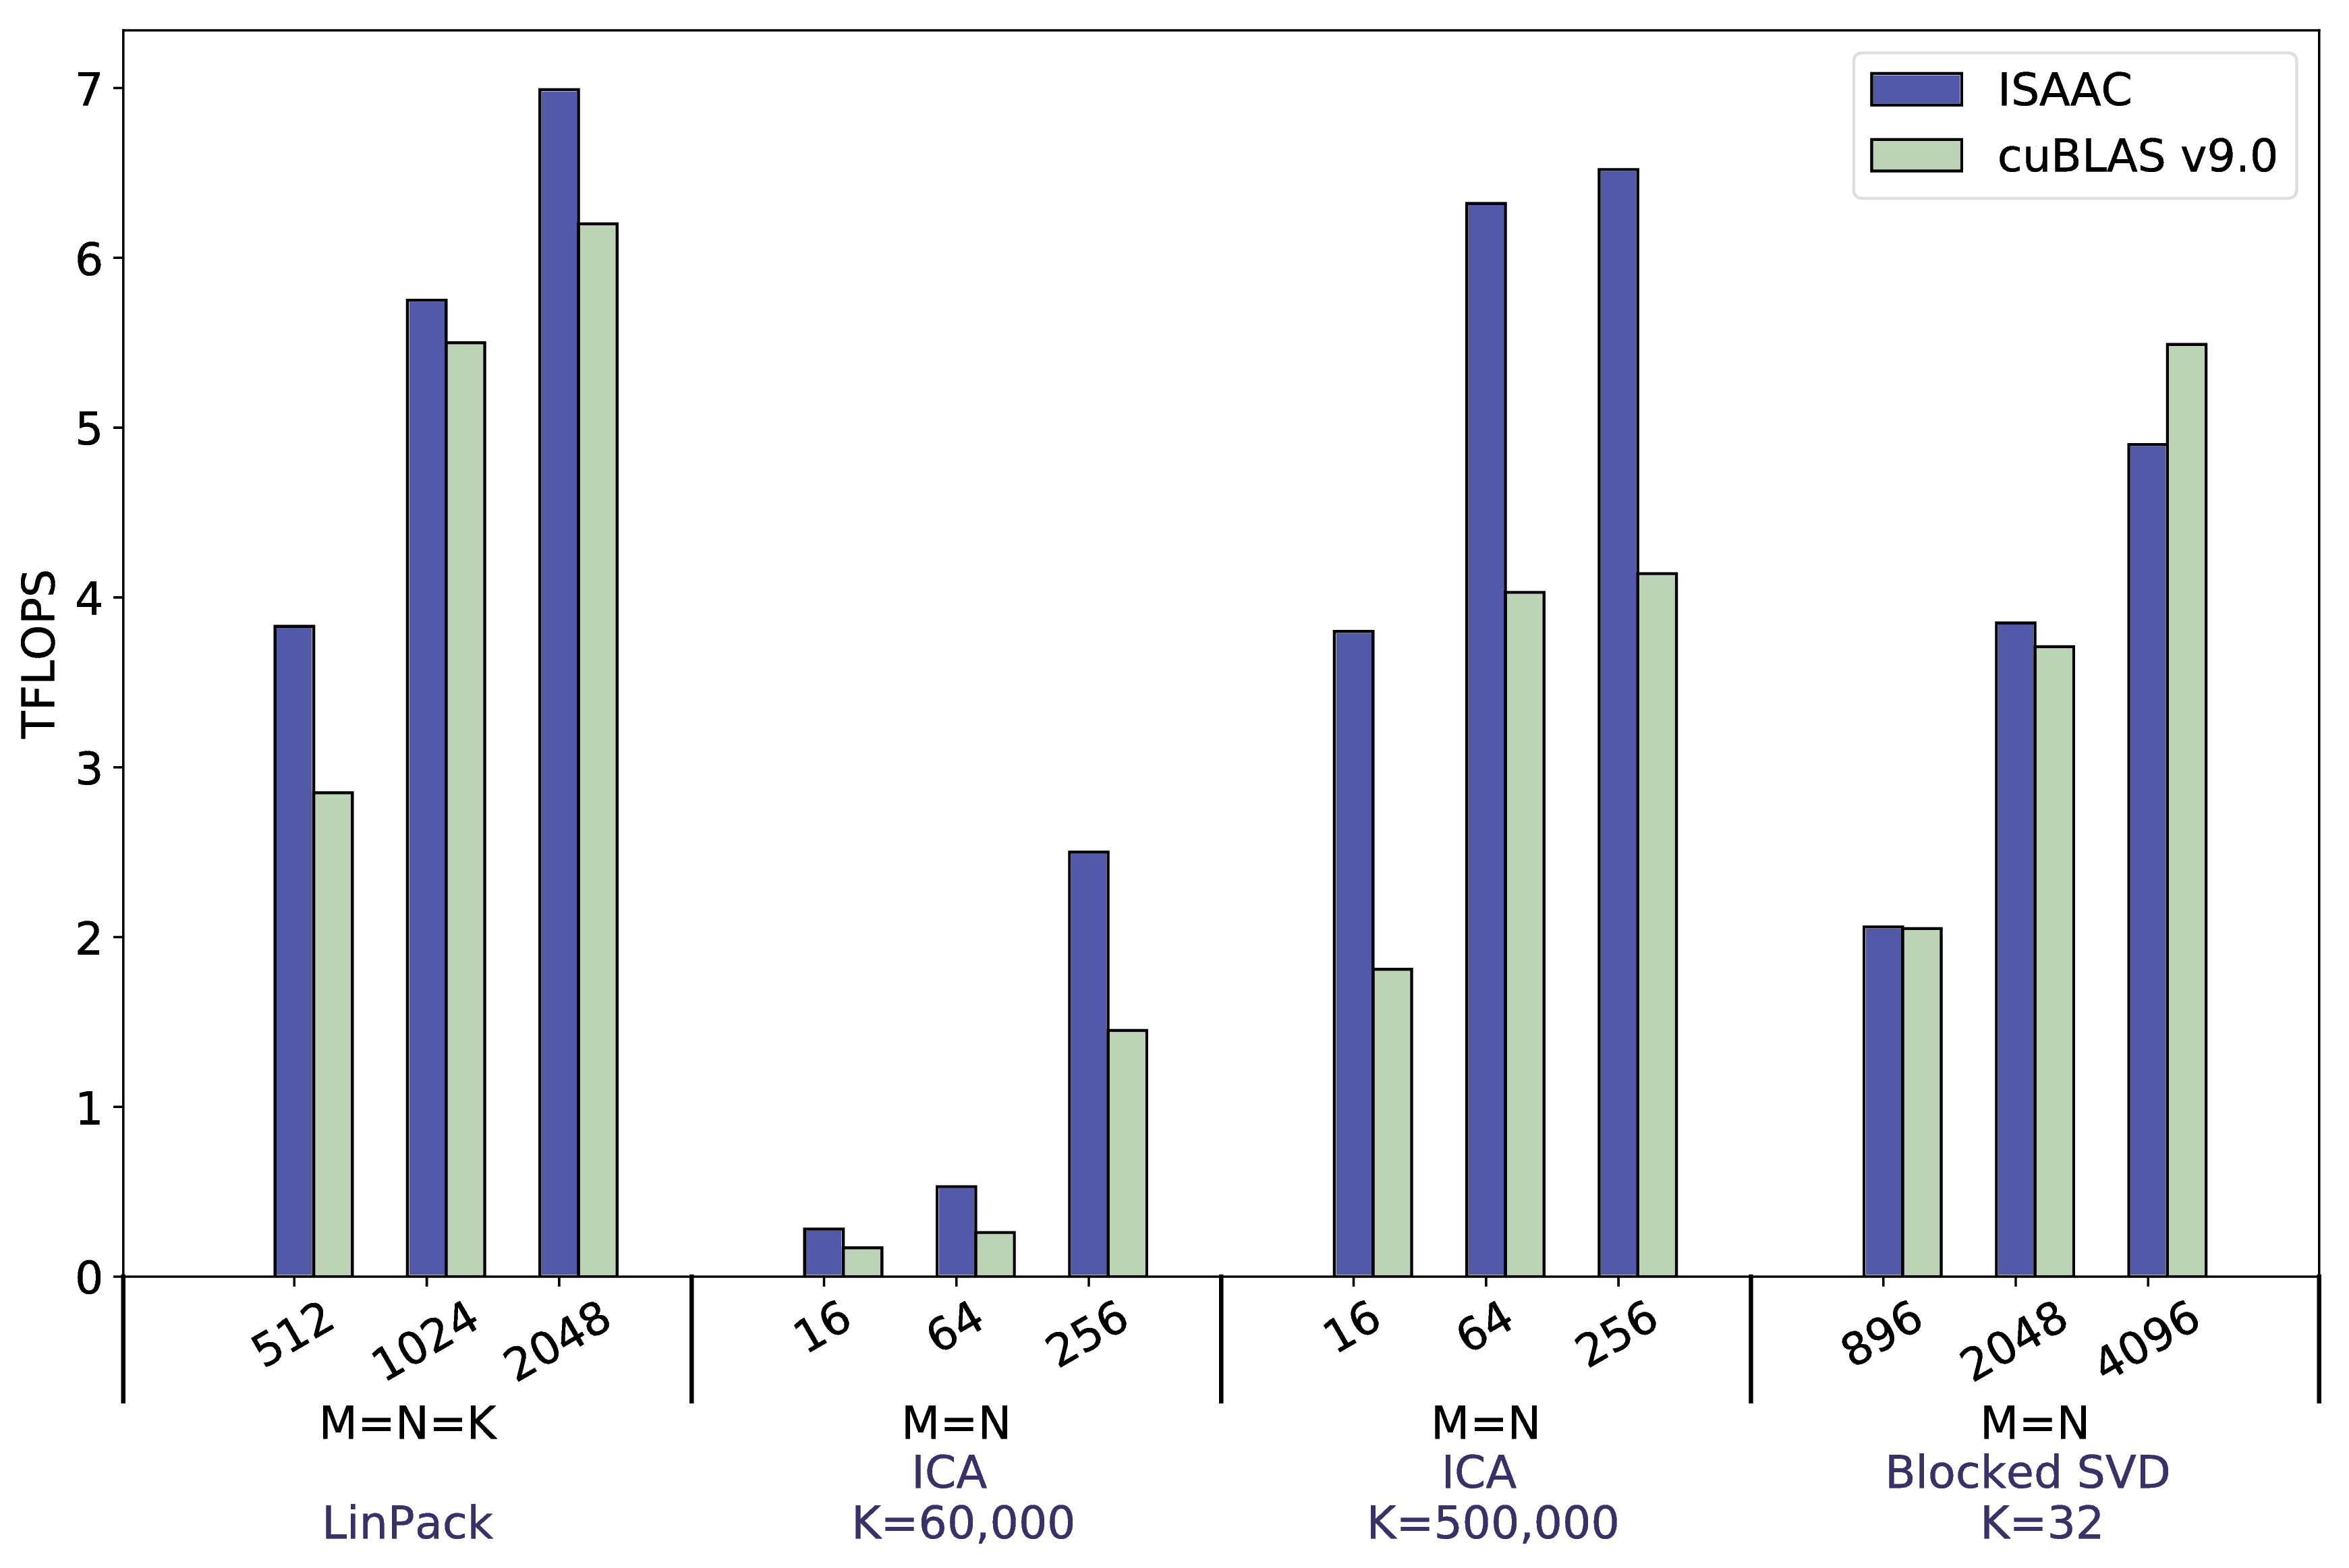 ISAAC
cuBLAS v9.0
TFLOPS
7
6
5
4
3
2
1
0
512 1024 2048 16 64 256 16 64 256 896 2048 4096
M=N=K M=N M=N M=N
ICA ICA Blocked SVD
LinPack K=60,000 K=500,000 K=32